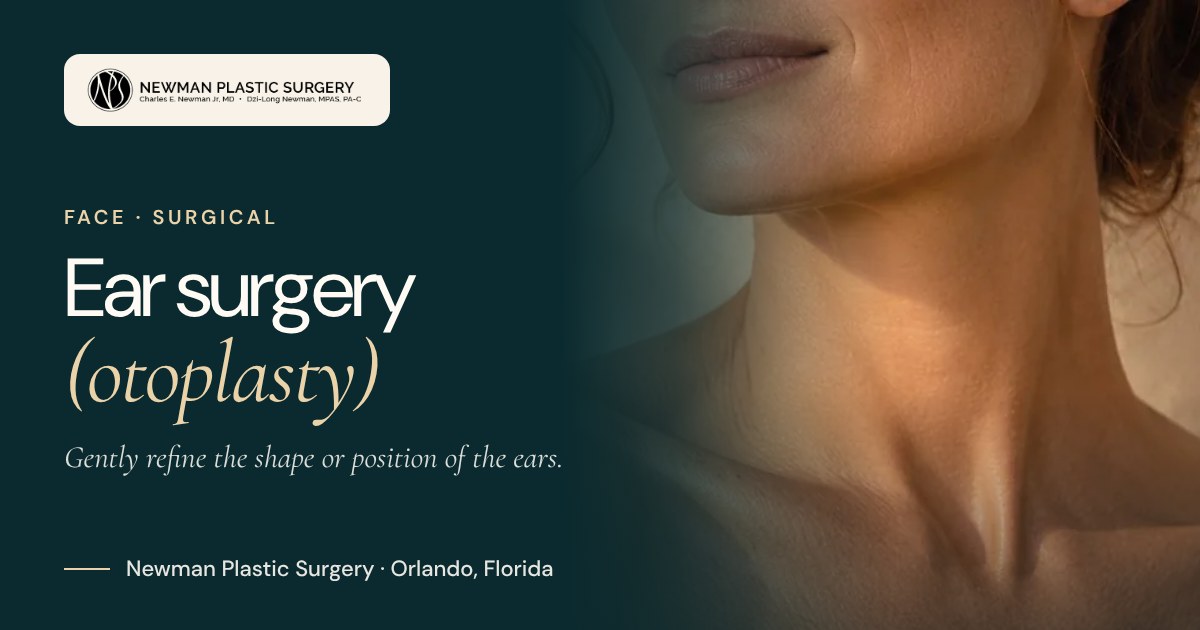 NPS
NEWMAN PLASTIC SURGERY
Charles E. Newman Jr, MD • Dzi-Long Newman, MPAS, PA-C
FACE · SURGICAL
Ear surgery
(otoplasty)
Gently refine the shape or position of the ears.
Newman Plastic Surgery · Orlando, Florida